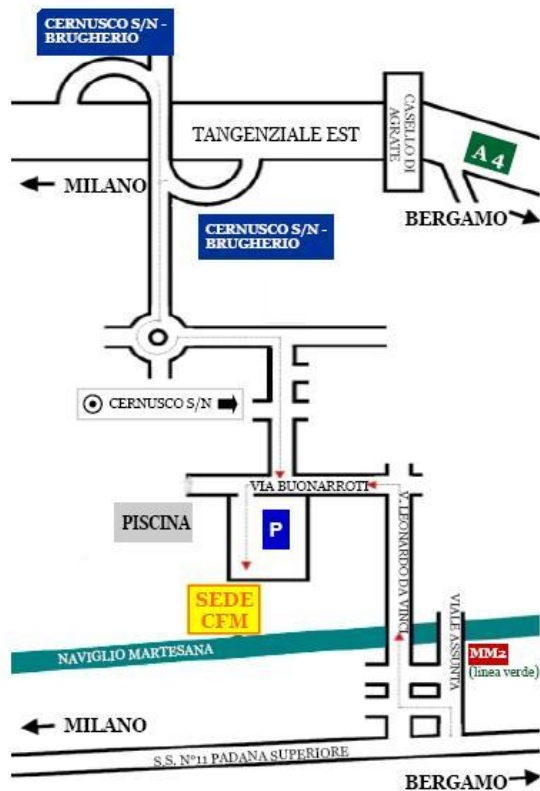 CERNUSCO S/N -
BRUGHERIO
TANGENZIALE EST
CASELLO DI
AGRATE
A 4
MILANO
BERGAMO
CERNUSCO S/N -
BRUGHERIO
CERNUSCO S/N
VIA BUONARROTI
PISCINA
P
V. LEONARDO DA VINCI
SEDE
CFM
VIALE ASSUNTA
NAVIGLIO MARTESANA
MM2
(linea verde)
MILANO
S.S. N°11 PADANA SUPERIORE
BERGAMO